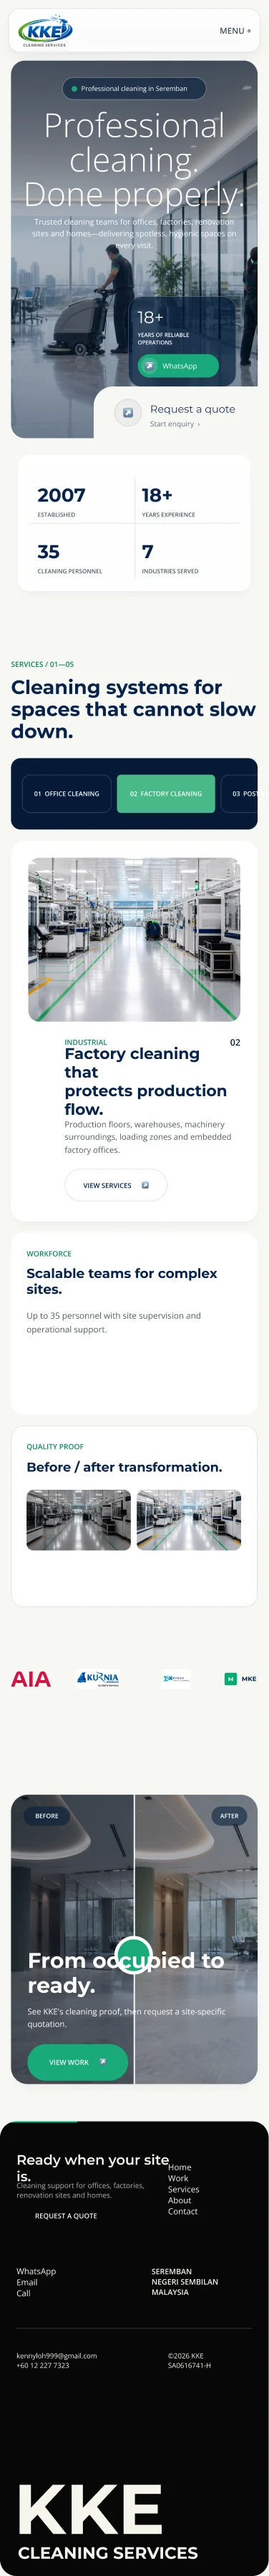 KKE
CLEANING SERVICES
MENU +
Professional cleaning in Seremban
Professional
cleaning.
Done properly.
Trusted cleaning teams for offices, factories, renovation
sites and homes—delivering spotless, hygienic spaces on
every visit.
18+
YEARS OF RELIABLE
OPERATIONS
WhatsApp
Request a quote
Start enquiry ›
2007
ESTABLISHED
18+
YEARS EXPERIENCE
35
CLEANING PERSONNEL
7
INDUSTRIES SERVED
SERVICES / 01—05
Cleaning systems for
spaces that cannot slow
down.
01 OFFICE CLEANING
02 FACTORY CLEANING
03 POST
INDUSTRIAL
02
Factory cleaning
that
protects production
flow.
Production floors, warehouses, machinery
surroundings, loading zones and embedded
factory offices.
VIEW SERVICES
WORKFORCE
Scalable teams for complex
sites.
Up to 35 personnel with site supervision and
operational support.
QUALITY PROOF
Before / after transformation.
AIA
KURNIA
M MKE
BEFORE
AFTER
From occupied to
ready.
See KKE's cleaning proof, then request a site-specific
quotation.
VIEW WORK
Ready when your site
is.
Cleaning support for offices, factories,
renovation sites and homes.
REQUEST A QUOTE
Home
Work
Services
About
Contact
WhatsApp
Email
Call
SEREMBAN
NEGERI SEMBILAN
MALAYSIA
kennyloh999@gmail.com
+60 12 227 7323
©2026 KKE
SA0616741-H
KKE
CLEANING SERVICES